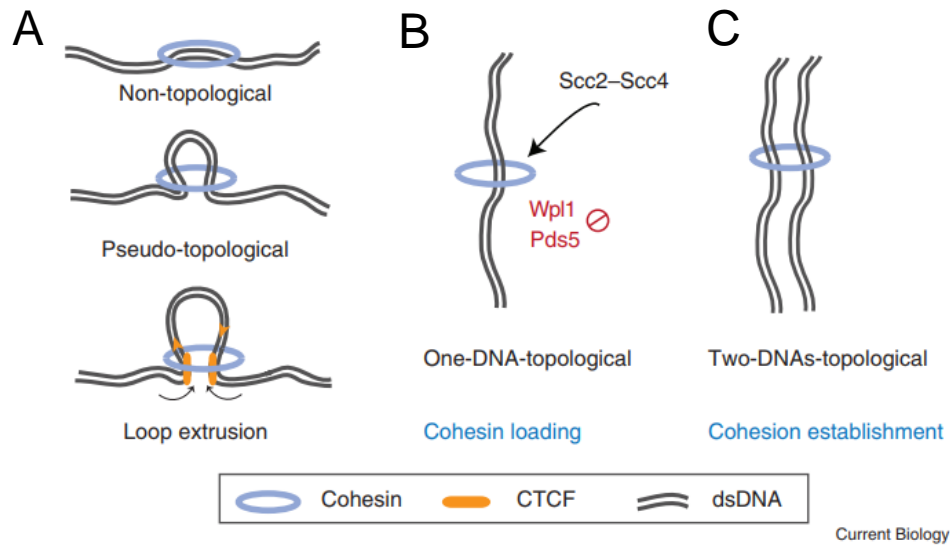 A
Non-topological
Pseudo-topological
Loop extrusion
B
Scc2–Scc4
Wpl1
Pds5
One-DNA-topological
Cohesin loading
C
Two-DNAs-topological
Cohesion establishment
Cohesin
CTCF
dsDNA
Current Biology